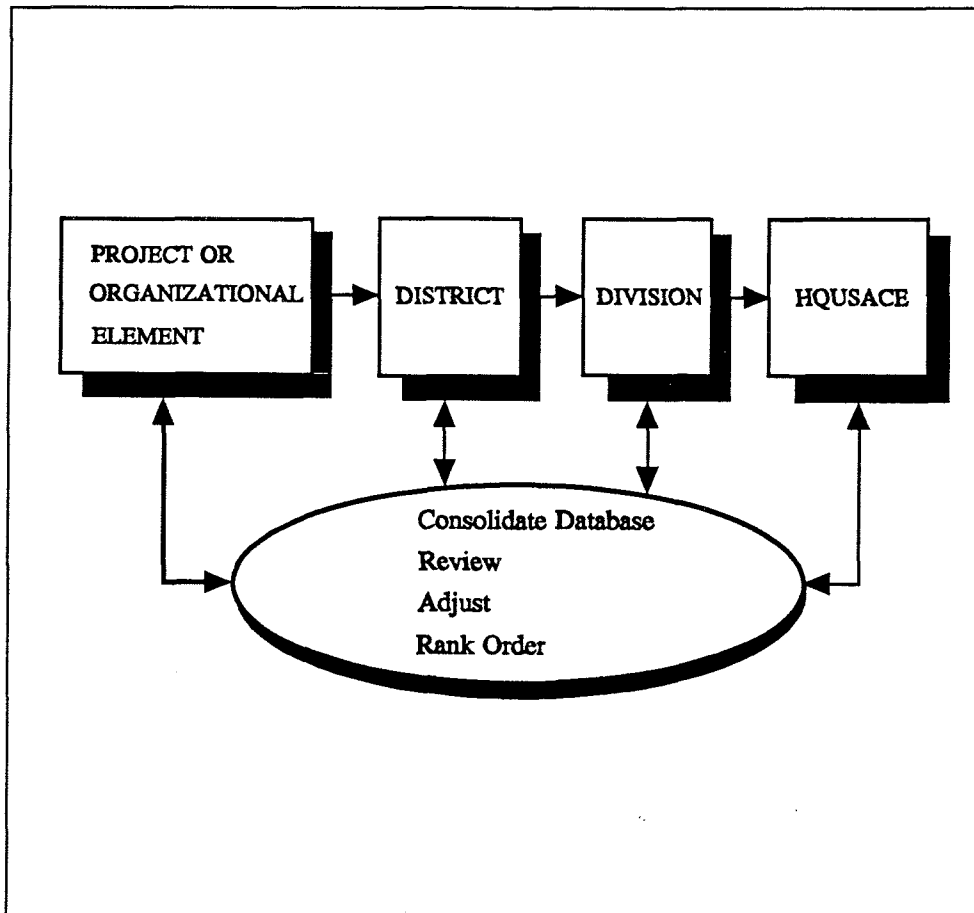 PROJECT OR
ORGANIZATIONAL
ELEMENT
DISTRICT
DIVISION
HQUSACE
Consolidate Database
Review
Adjust
Rank Order